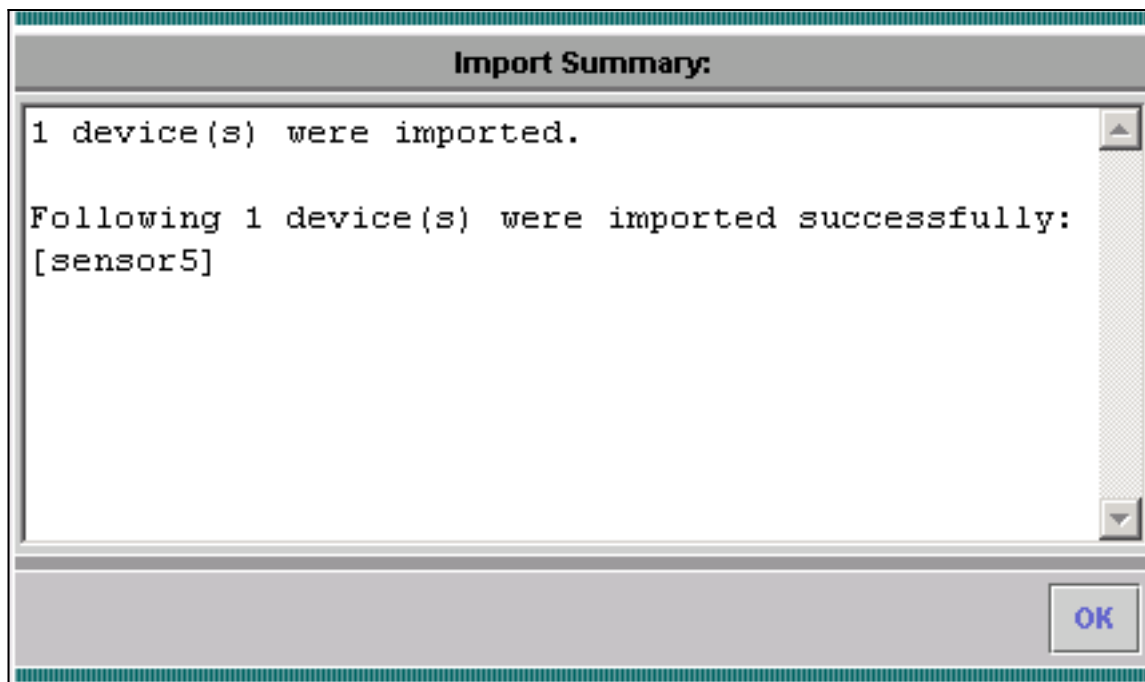 Import Summary:
1 device(s) were imported.
Following 1 device(s) were imported successfully:
[sensor5]
OK